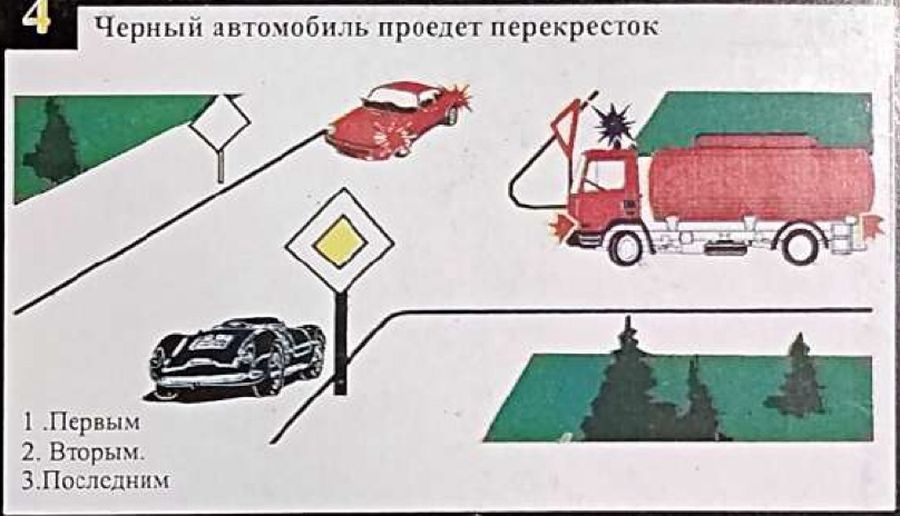 4
Черный автомобиль проедет перекресток
1 .Первым
2. Вторым.
3.Последним